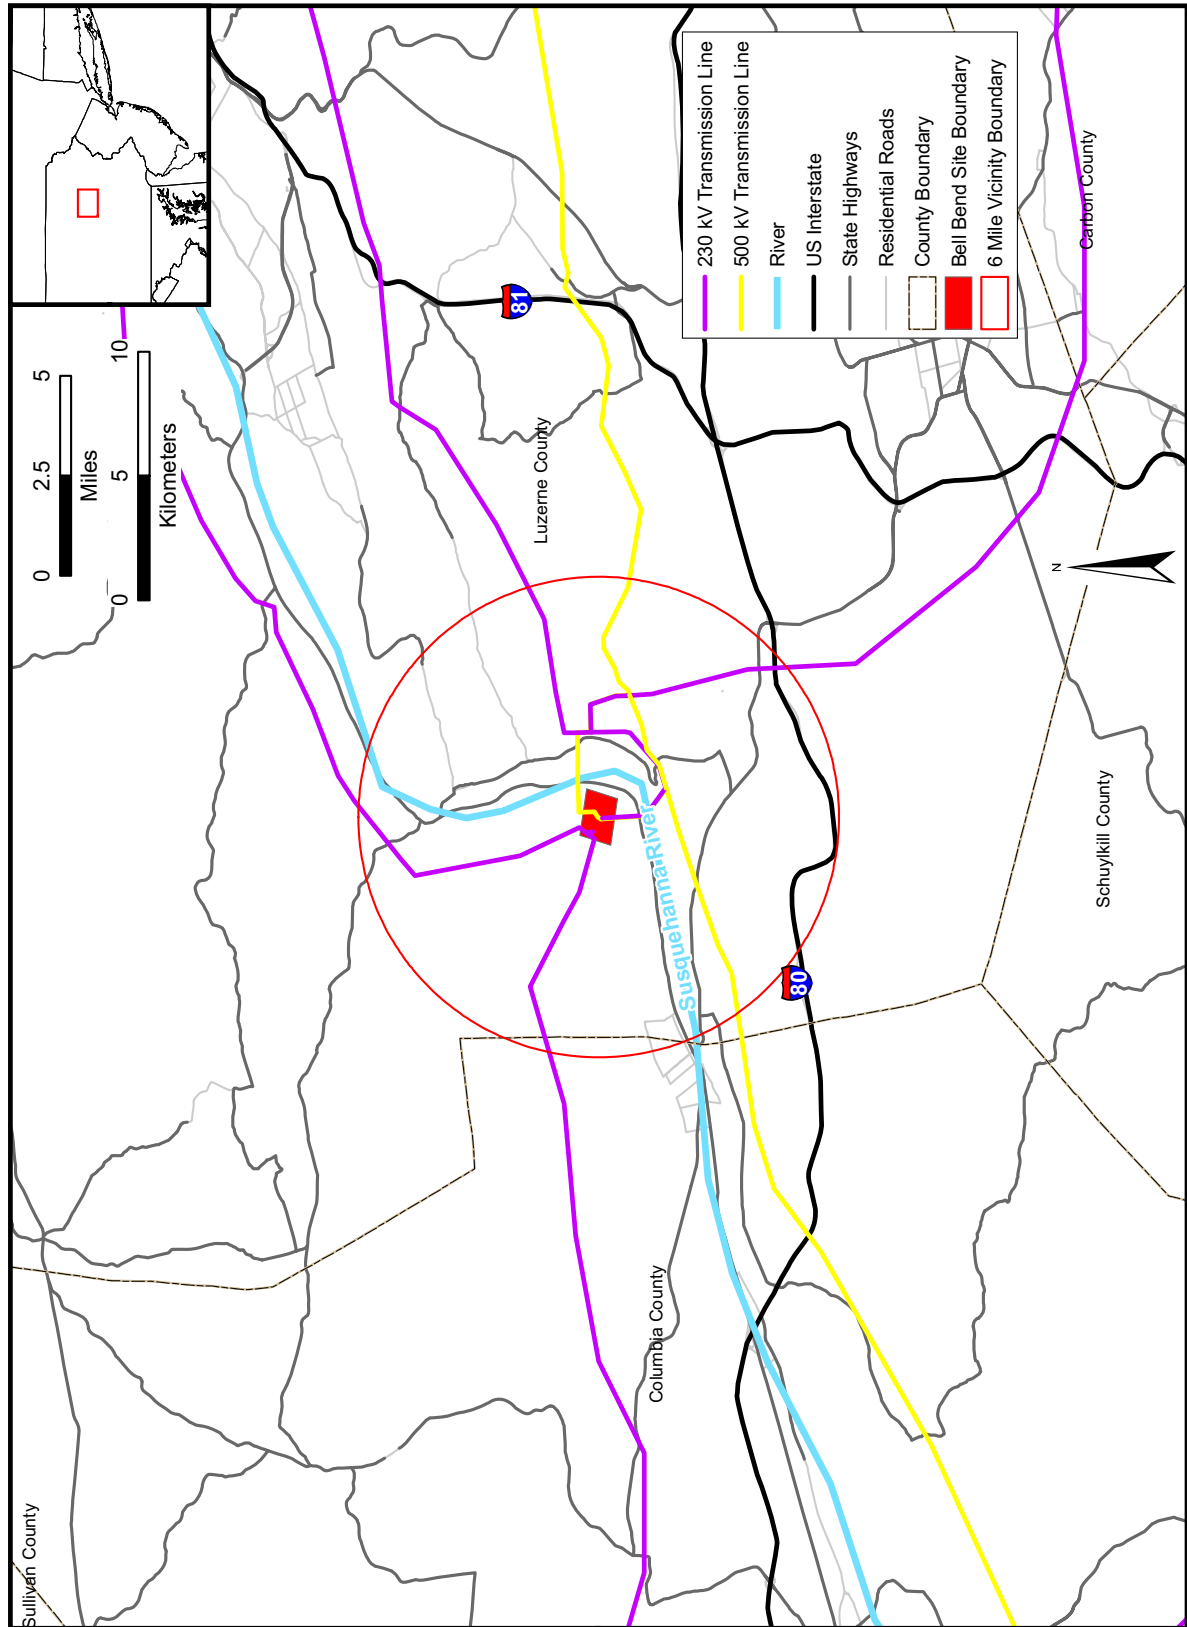 Sullivan County
Columbia County
Luzerne County
Schuylkill County
Carbon County
Susquehanna River
80
81
N
0 2.5 5
Miles
0 5 10
Kilometers
230 kV Transmission Line
500 kV Transmission Line
River
US Interstate
State Highways
Residential Roads
County Boundary
Bell Bend Site Boundary
6 Mile Vicinity Boundary